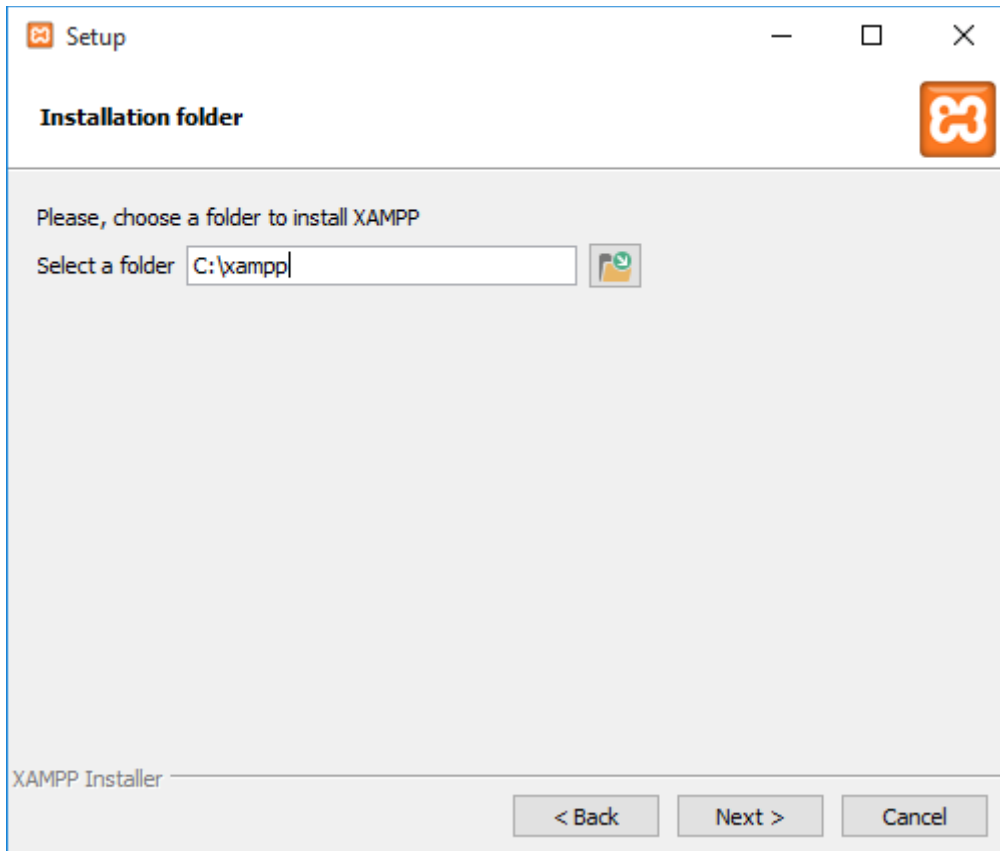 Setup
Installation folder
Please, choose a folder to install XAMPP
Select a folder C:\xampp
XAMPP Installer
< Back Next > Cancel